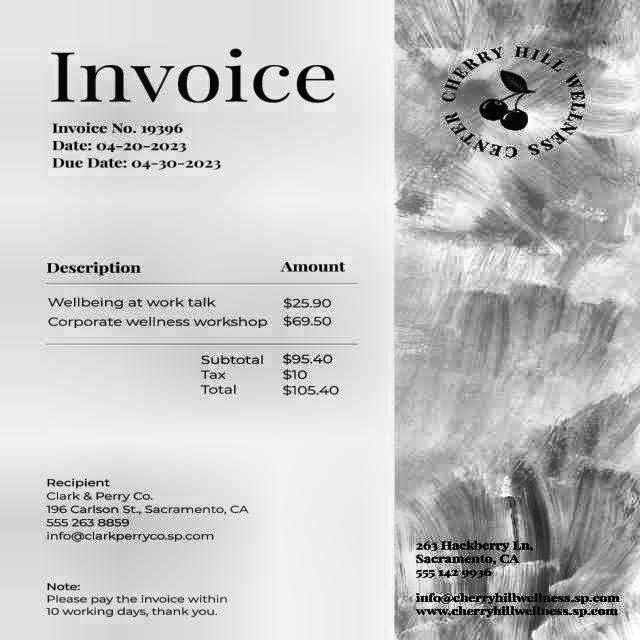 Invoice
Invoice No. 19396
Date: 04-20-2023
Due Date: 04-30-2023
CHERRY HILL WELLNESS CENTER
Description Amount
Wellbeing at work talk $25.90
Corporate wellness workshop $69.50
Subtotal $95.40
Tax $10
Total $105.40
Recipient
Clark & Perry Co.
196 Carlson St., Sacramento, CA
555 263 8859
info@clarkperryco.sp.com
Note:
Please pay the invoice within
10 working days, thank you.
263 Hackberry Ln,
Sacramento, CA
555 142 9936
info@cherryhillwellness.sp.com
www.cherryhillwellness.sp.com